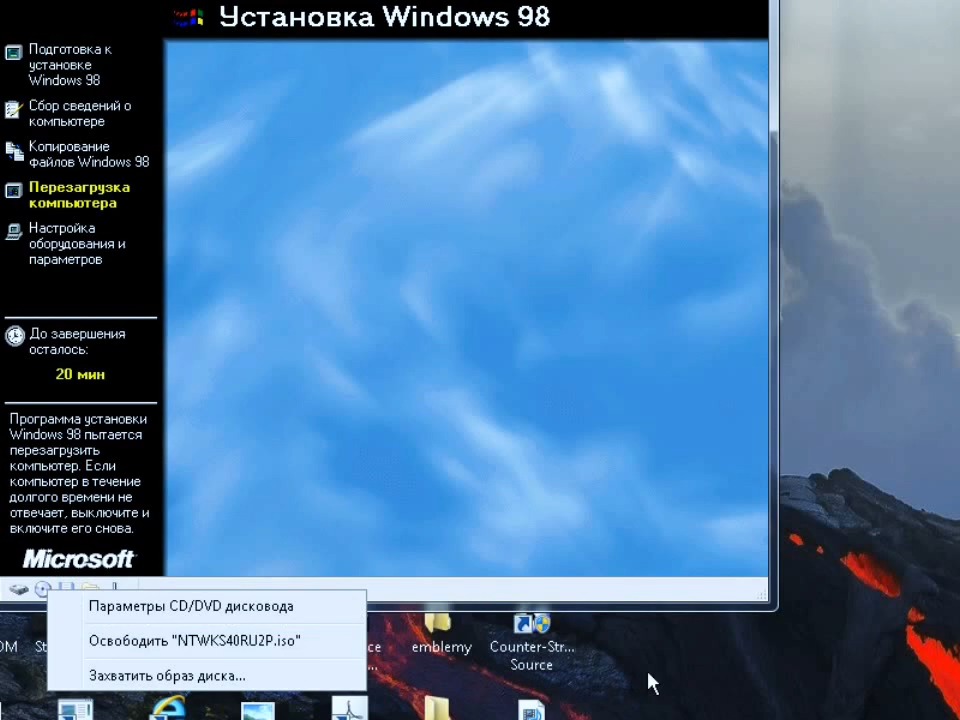 Установка Windows 98
Подготовка к
установке
Windows 98
Сбор сведений о
компьютере
Копирование
файлов Windows 98
Перезагрузка
компьютера
Настройка
оборудования и
параметров
До завершения
осталось:
20 мин
Программа установки
Windows 98 пытается
перезагрузить
компьютер. Если
компьютер в течение
долгого времени не
отвечает, выключите и
включите его снова.
Microsoft
Параметры CD/DVD дисковода
Освободить "NTWKS40RU2P.iso"
Захватить образ диска...
emblemy
Counter-Str...
Source